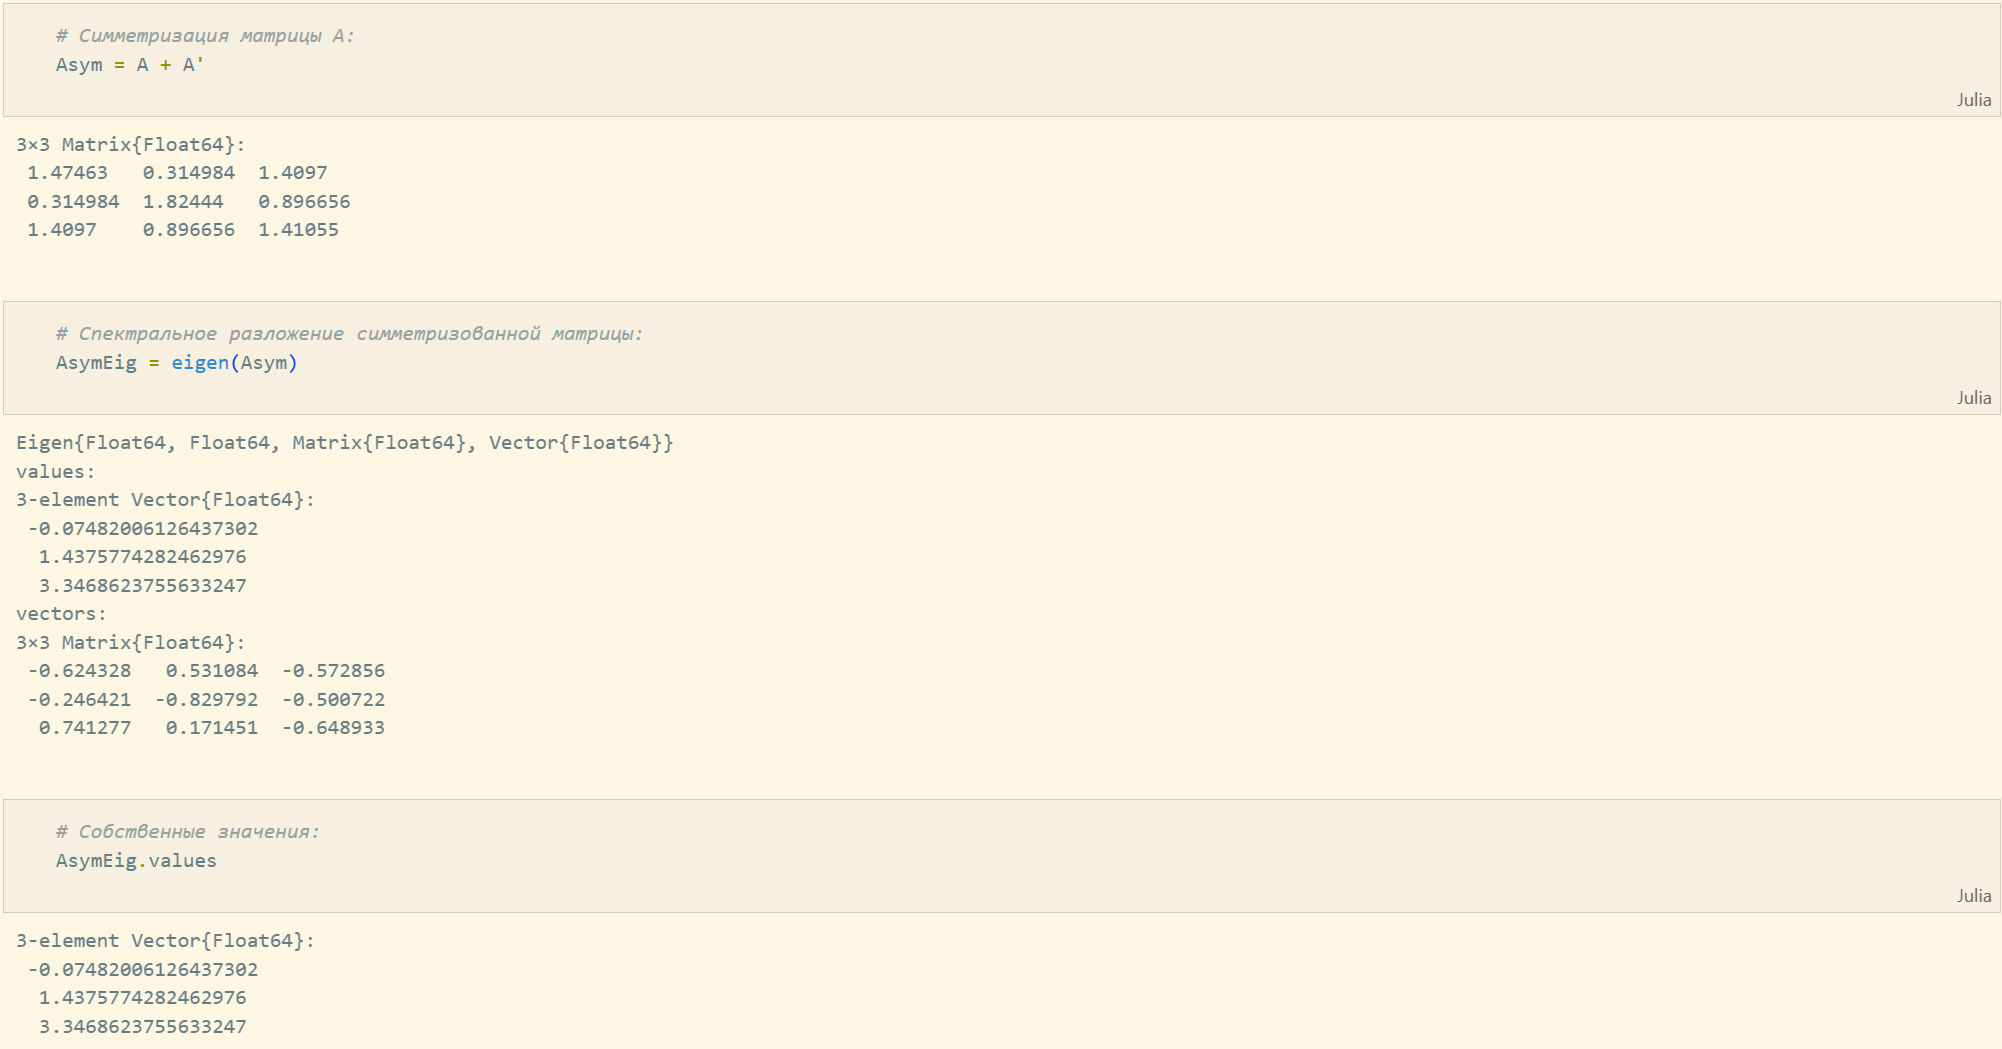 # Симметризация матрицы A:
Asym = A + A'
Julia
3×3 Matrix{Float64}:
 1.47463   0.314984  1.4097
 0.314984  1.82444   0.896656
 1.4097    0.896656  1.41055
# Спектральное разложение симметризованной матрицы:
AsymEig = eigen(Asym)
Julia
Eigen{Float64, Float64, Matrix{Float64}, Vector{Float64}}
values:
3-element Vector{Float64}:
 -0.07482006126437302
  1.4375774282462976
  3.3468623755633247
vectors:
3×3 Matrix{Float64}:
 -0.624328   0.531084  -0.572856
 -0.246421  -0.829792  -0.500722
  0.741277   0.171451  -0.648933
# Собственные значения:
AsymEig.values
Julia
3-element Vector{Float64}:
 -0.07482006126437302
  1.4375774282462976
  3.3468623755633247